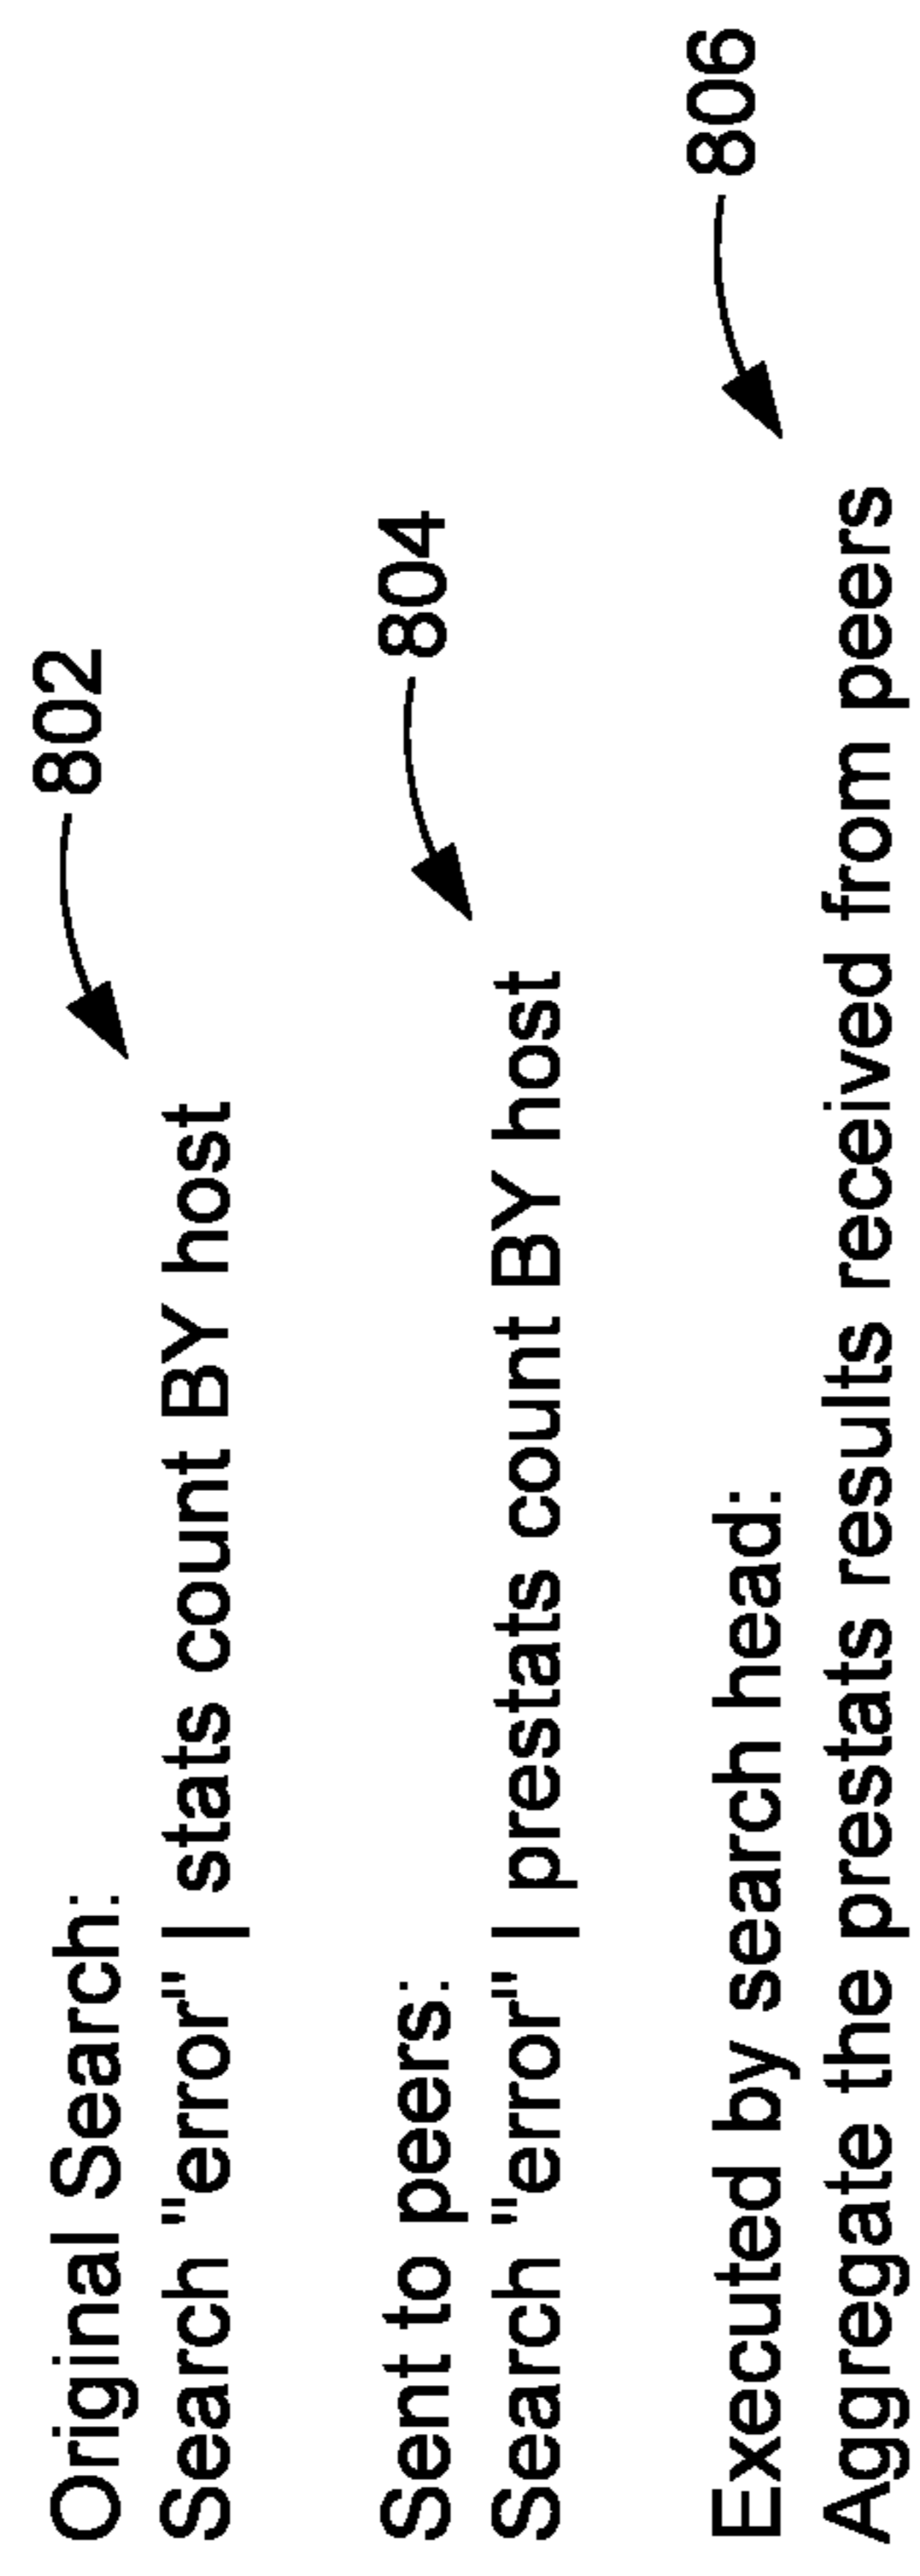 Original Search: 802
Search "error" | stats count BY host
Sent to peers: 804
Search "error" | prestats count BY host
Executed by search head: 806
Aggregate the prestats results received from peers